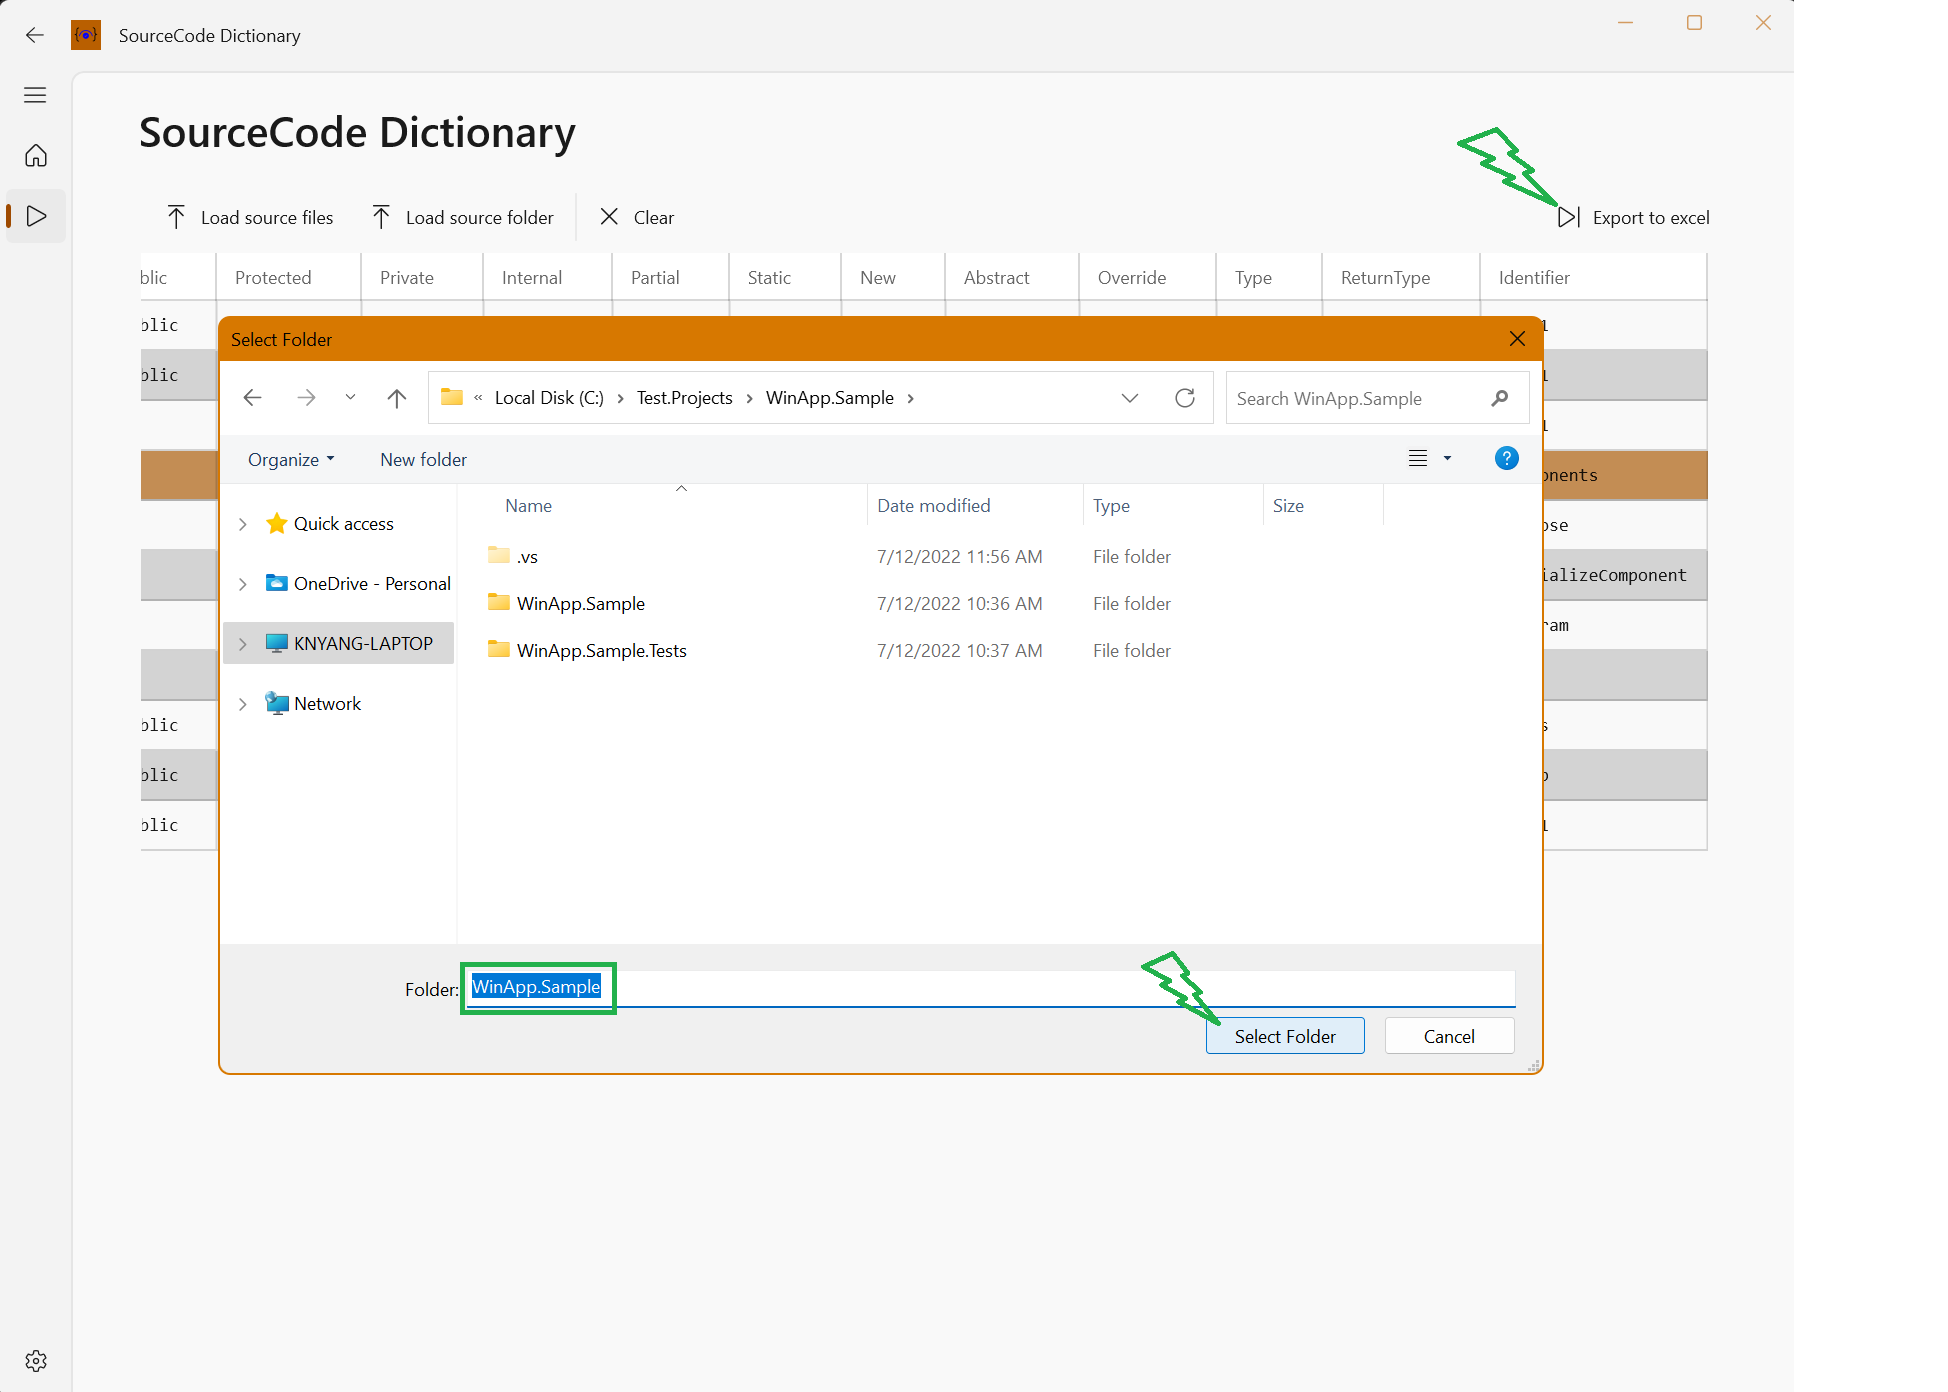 SourceCode Dictionary
SourceCode Dictionary
Load source files Load source folder Clear Export to excel
blic Protected Private Internal Partial Static New Abstract Override Type ReturnType Identifier
blic 1
blic 1
1
Select Folder
« Local Disk (C:) > Test.Projects > WinApp.Sample > Search WinApp.Sample
Organize New folder ?
onents
Name Date modified Type Size
Quick access
ose
.vs 7/12/2022 11:56 AM File folder
OneDrive - Personal
ializeComponent
WinApp.Sample 7/12/2022 10:36 AM File folder
ram
KNYANG-LAPTOP
WinApp.Sample.Tests 7/12/2022 10:37 AM File folder
Network
blic s
blic
blic 1
Folder: WinApp.Sample
Select Folder Cancel